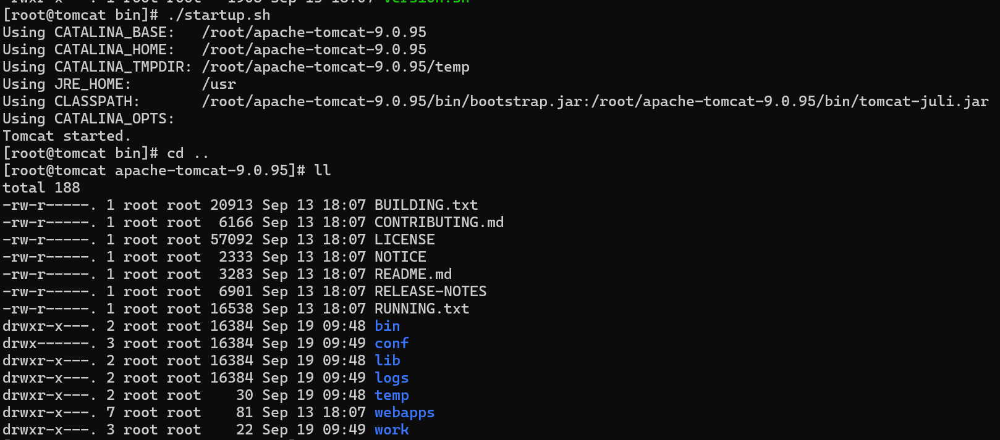 -rwxr-x---. 1 root root 1908 Sep 13 18:07 version.sh
[root@tomcat bin]# ./startup.sh
Using CATALINA_BASE:   /root/apache-tomcat-9.0.95
Using CATALINA_HOME:   /root/apache-tomcat-9.0.95
Using CATALINA_TMPDIR: /root/apache-tomcat-9.0.95/temp
Using JRE_HOME:        /usr
Using CLASSPATH:       /root/apache-tomcat-9.0.95/bin/bootstrap.jar:/root/apache-tomcat-9.0.95/bin/tomcat-juli.jar
Using CATALINA_OPTS:
Tomcat started.
[root@tomcat bin]# cd ..
[root@tomcat apache-tomcat-9.0.95]# ll
total 188
-rw-r-----. 1 root root 20913 Sep 13 18:07 BUILDING.txt
-rw-r-----. 1 root root  6166 Sep 13 18:07 CONTRIBUTING.md
-rw-r-----. 1 root root 57092 Sep 13 18:07 LICENSE
-rw-r-----. 1 root root  2333 Sep 13 18:07 NOTICE
-rw-r-----. 1 root root  3283 Sep 13 18:07 README.md
-rw-r-----. 1 root root  6901 Sep 13 18:07 RELEASE-NOTES
-rw-r-----. 1 root root 16538 Sep 13 18:07 RUNNING.txt
drwxr-x---. 2 root root 16384 Sep 19 09:48 bin
drwx------. 3 root root 16384 Sep 19 09:49 conf
drwxr-x---. 2 root root 16384 Sep 19 09:48 lib
drwxr-x---. 2 root root 16384 Sep 19 09:49 logs
drwxr-x---. 2 root root    30 Sep 19 09:48 temp
drwxr-x---. 7 root root    81 Sep 13 18:07 webapps
drwxr-x---. 3 root root    22 Sep 19 09:49 work